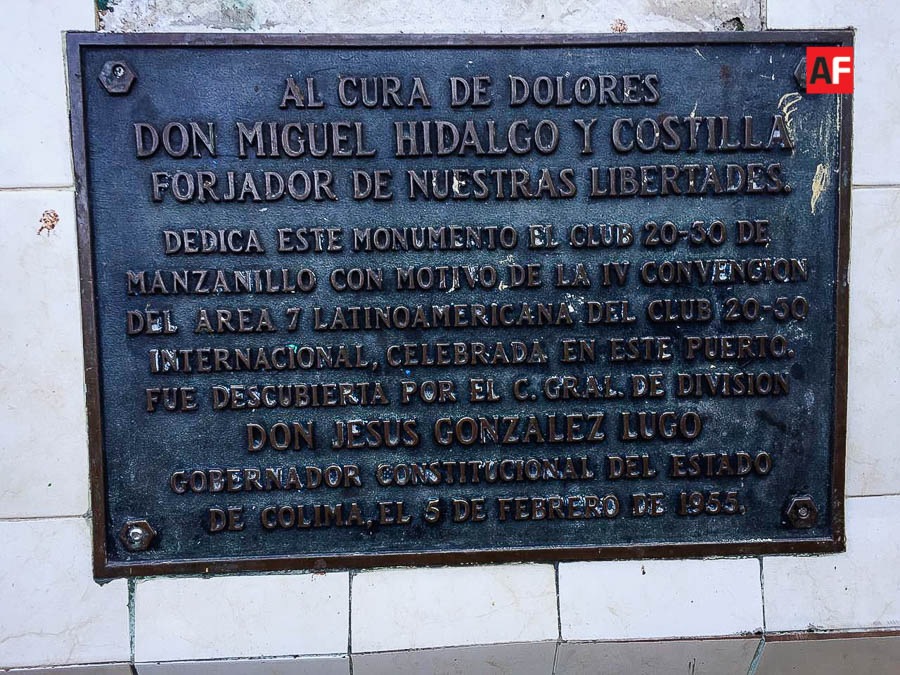 AF
AL CURA DE DOLORES
DON MIGUEL HIDALGO Y COSTILLA
FORJADOR DE NUESTRAS LIBERTADES.
DEDICA ESTE MONUMENTO EL CLUB 20-30 DE
MANZANILLO CON MOTIVO DE LA IV CONVENCION
DEL AREA 7 LATINOAMERICANA DEL CLUB 20-30
INTERNACIONAL, CELEBRADA EN ESTE PUERTO.
FUE DESCUBIERTA POR EL C. GRAL. DE DIVISION
DON JESUS GONZALEZ LUGO
GOBERNADOR CONSTITUCIONAL DEL ESTADO
DE COLIMA, EL 5 DE FEBRERO DE 1955.